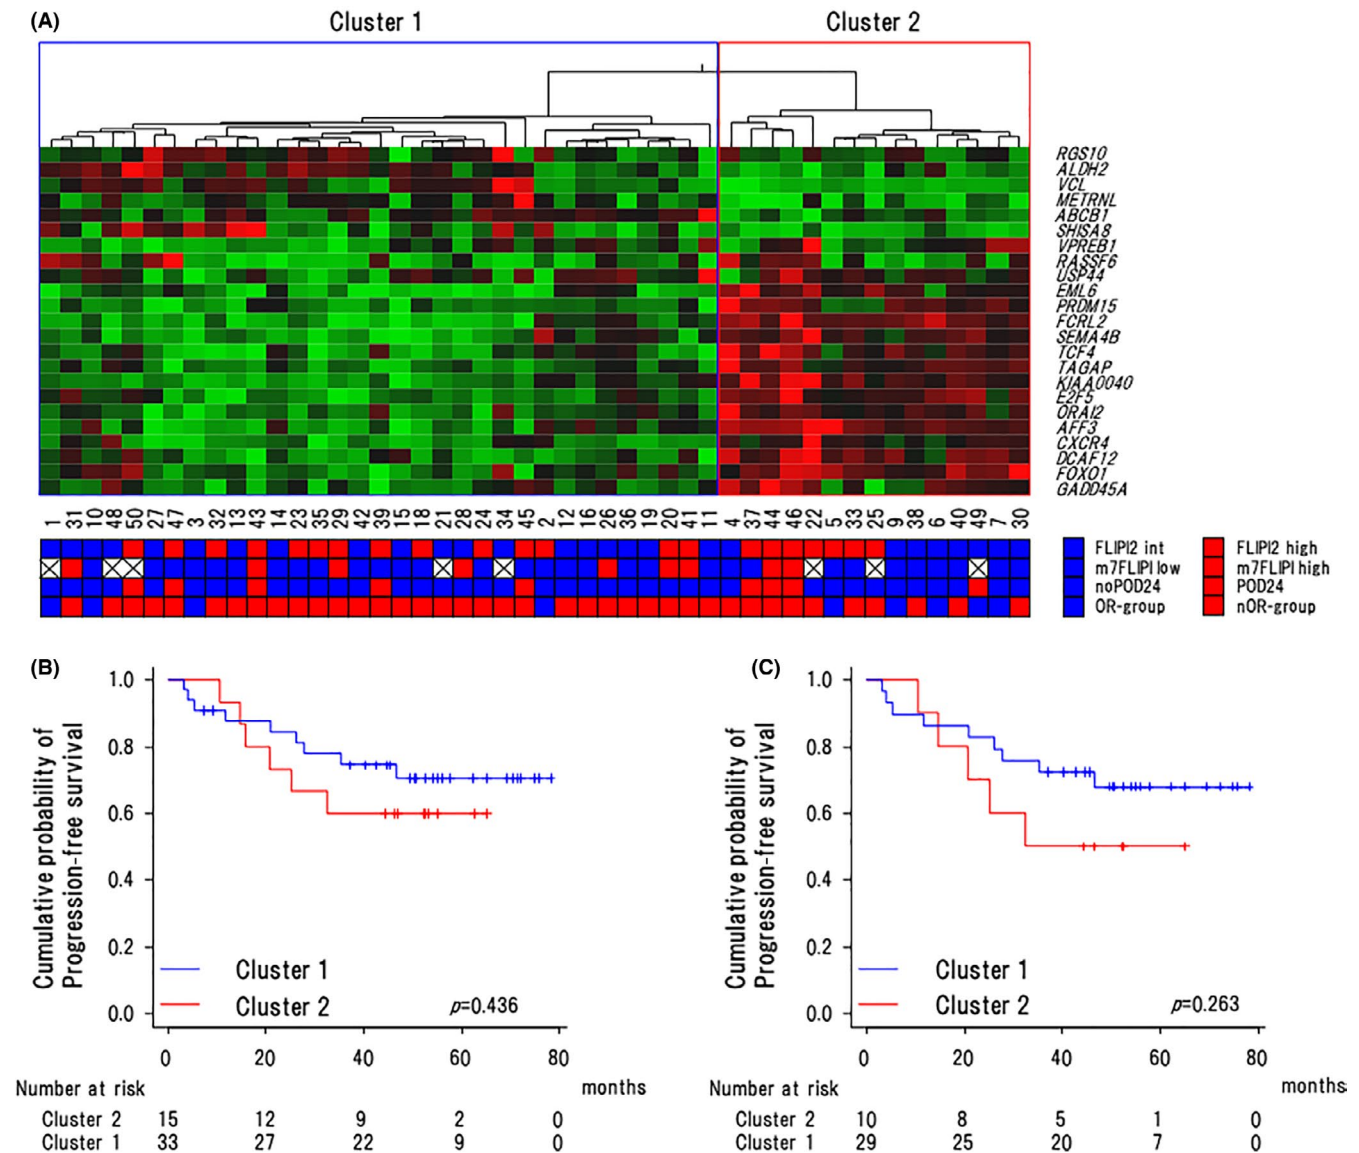 (A)
Cluster 1 Cluster 2
RGS10
ALDH2
VCL
METRNL
ABCB1
SHISA8
VPREB1
RASSF6
USP44
EML6
PRDM15
FCRL2
SEMA4B
TCF4
TAGAP
KIAA0040
E2F5
ORAI2
AFF3
CXCR4
DCAF12
FOXO1
GADD45A
1 31 10 48 50 27 47 3 32 13 43 14 23 35 29 42 39 15 18 21 28 24 34 45 2 12 16 26 36 19 20 41 11 4 37 44 46 22 5 33 25 9 38 6 40 49 7 30
FLIPI2 int FLIPI2 high
m7FLIPI low m7FLIPI high
noPOD24 POD24
OR-group nOR-group
(B)
Cumulative probability of
Progression-free survival
1.0
0.8
0.6
0.4
0.2
0.0
Cluster 1
Cluster 2
p=0.436
0 20 40 60 80
months
Number at risk
Cluster 2 15 12 9 2 0
Cluster 1 33 27 22 9 0
(C)
Cumulative probability of
Progression-free survival
1.0
0.8
0.6
0.4
0.2
0.0
Cluster 1
Cluster 2
p=0.263
0 20 40 60 80
months
Number at risk
Cluster 2 10 8 5 1 0
Cluster 1 29 25 20 7 0